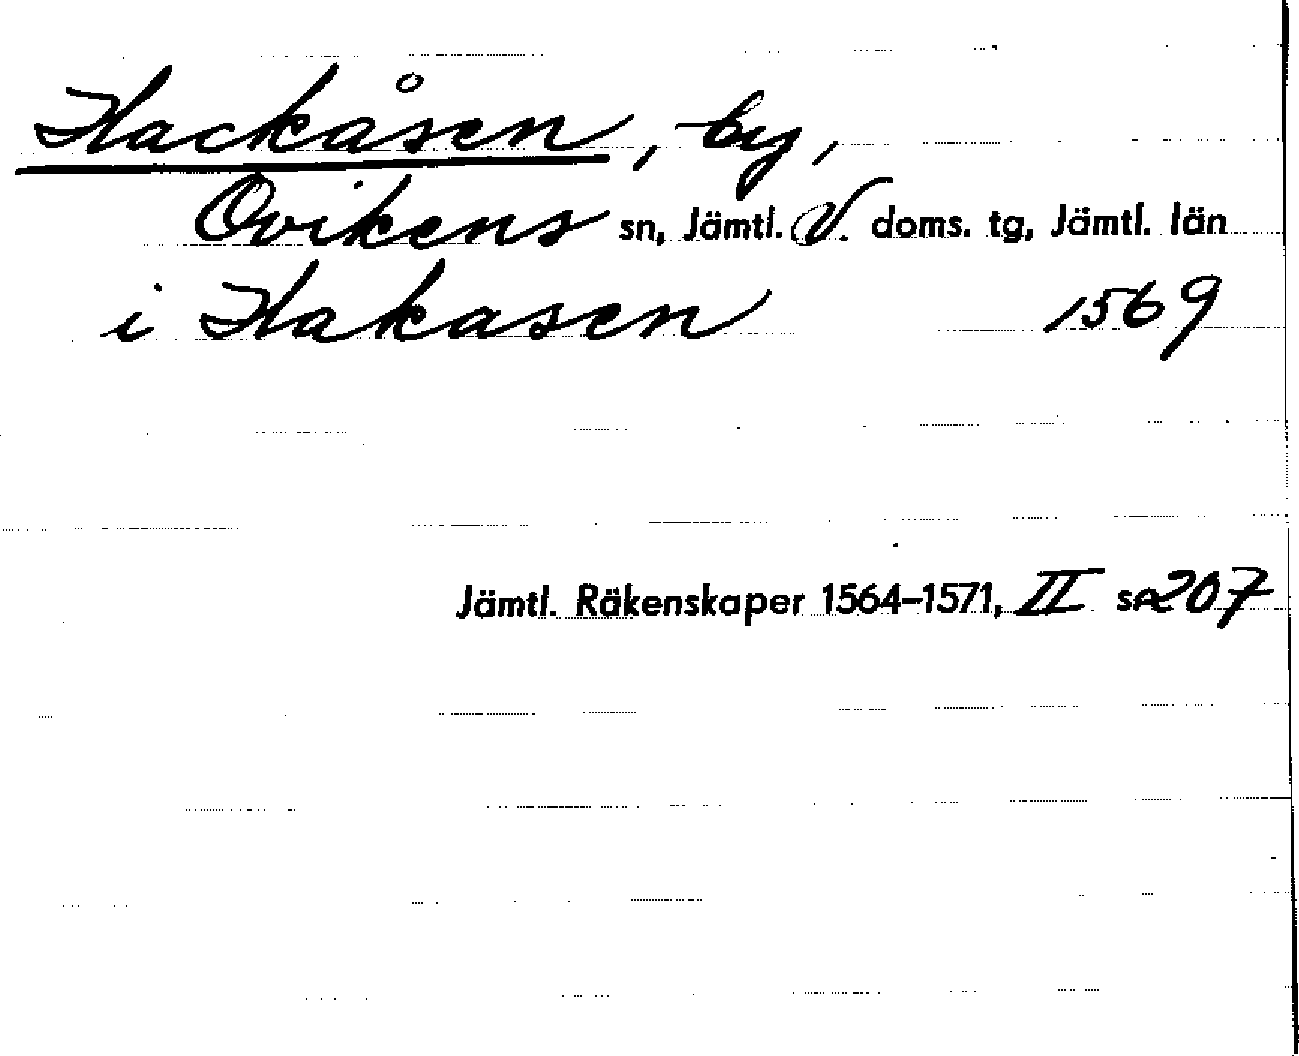 Hackåsen, by,
Ovikens sn, Jämtl. V. doms. tg, Jämtl. län
i Hakasen 1569
Jämtl. Räkenskaper 1564–1571, II s. 207